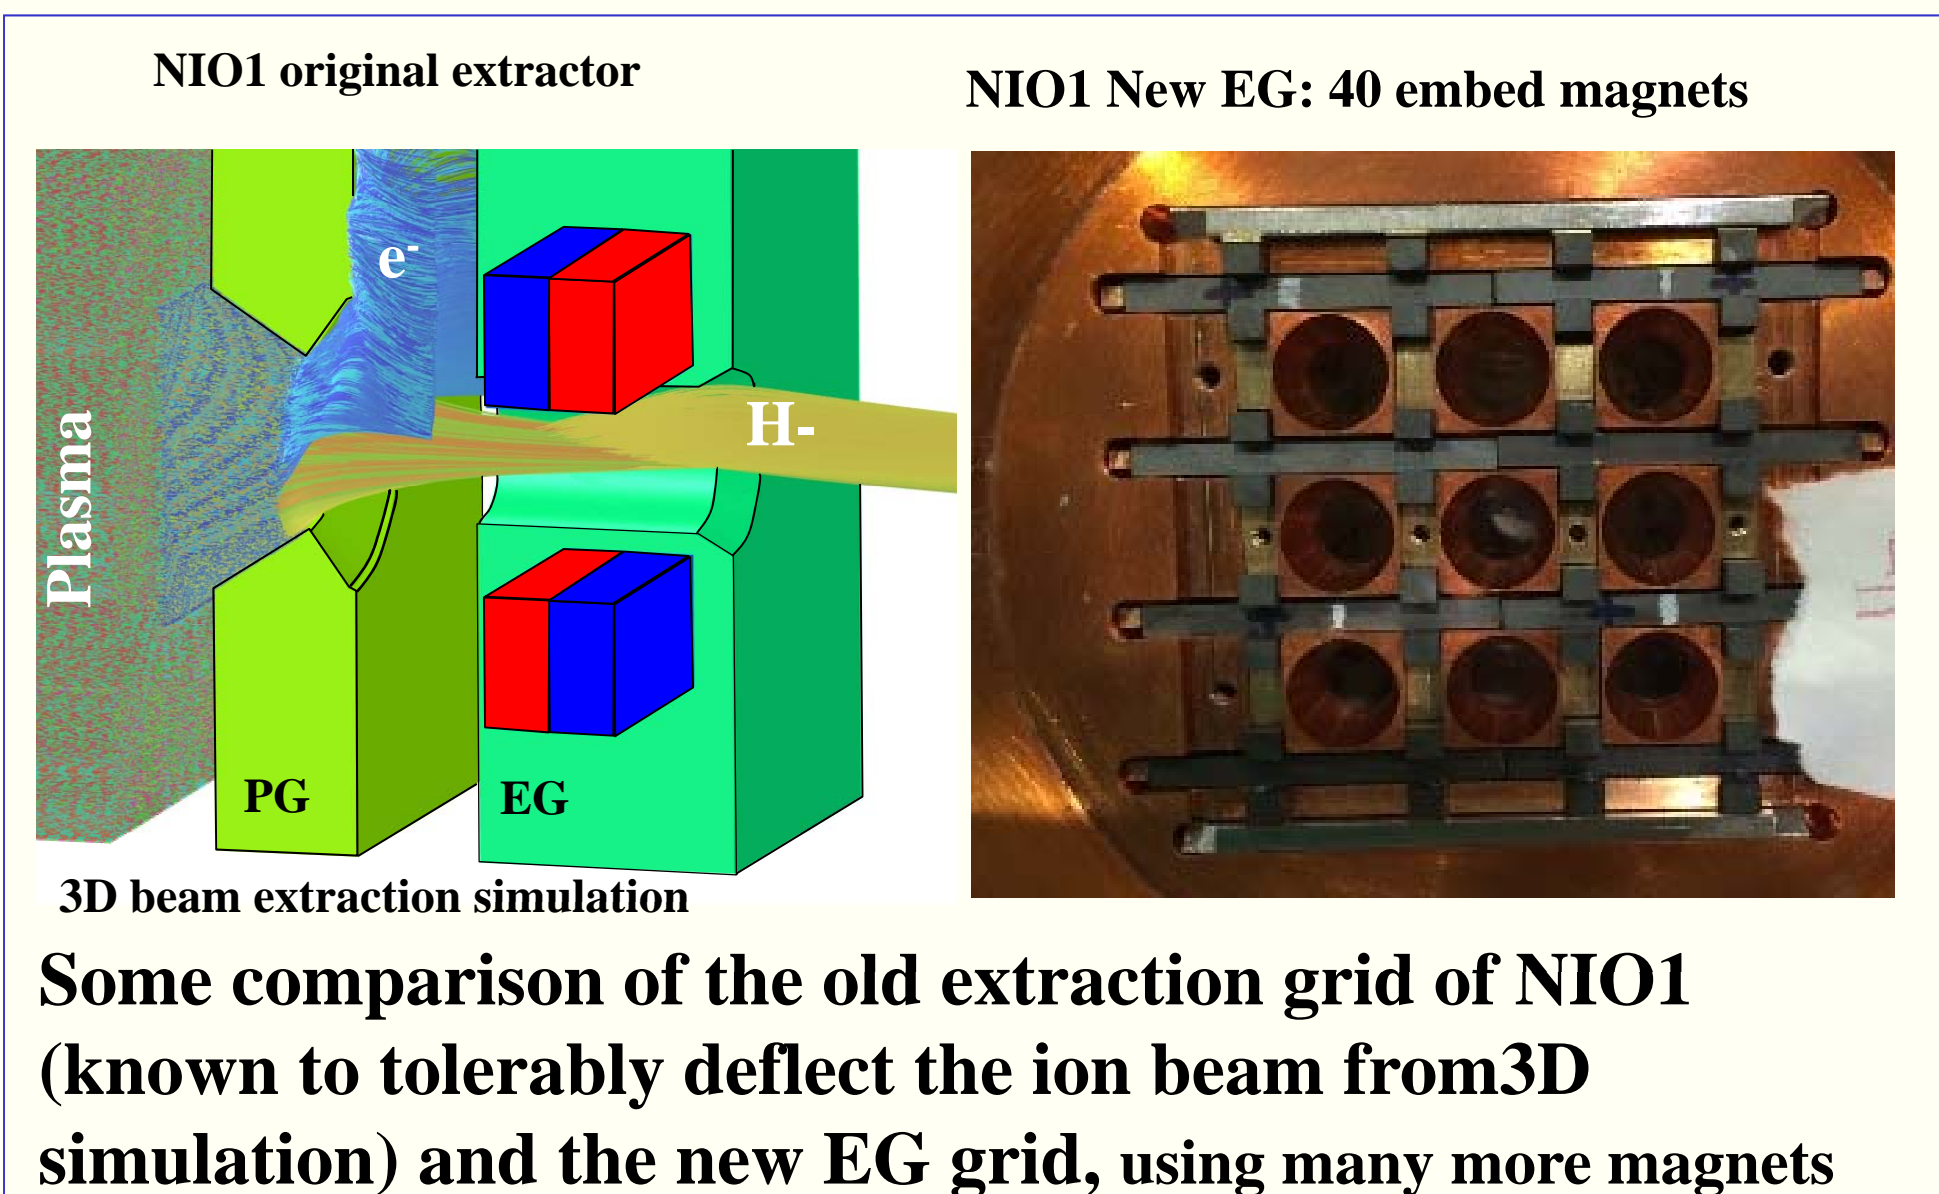 NIO1 original extractor
NIO1 New EG: 40 embed magnets
e-
H-
Plasma
PG
EG
3D beam extraction simulation
Some comparison of the old extraction grid of NIO1
(known to tolerably deflect the ion beam from3D
simulation) and the new EG grid, using many more magnets